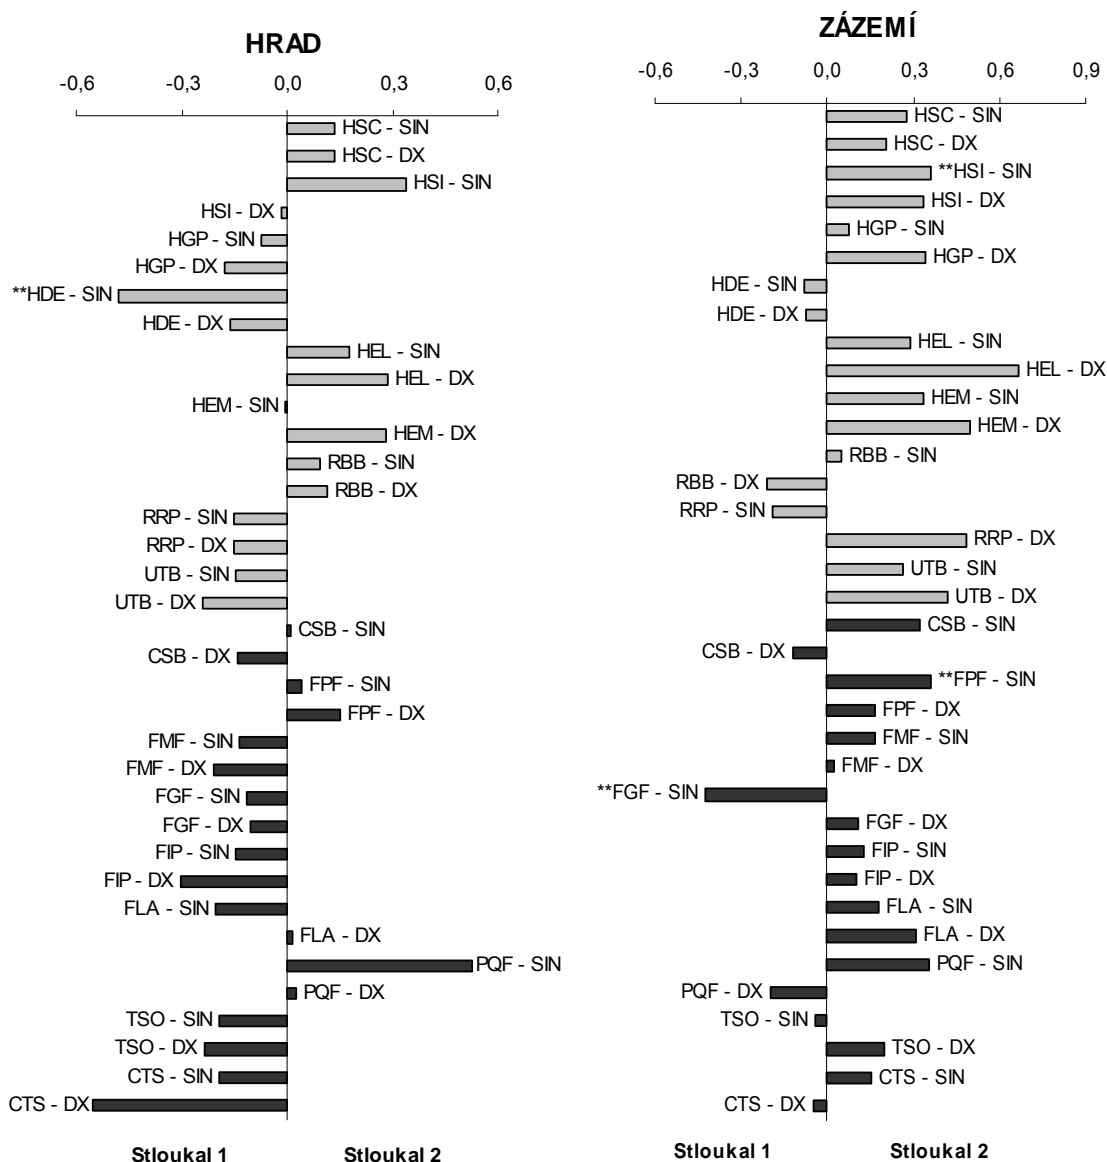 HRAD
-0,6 -0,3 0,0 0,3 0,6
HSC - SIN
HSC - DX
HSI - SIN
HSI - DX
HGP - SIN
HGP - DX
**HDE - SIN
HDE - DX
HEL - SIN
HEL - DX
HEM - SIN
HEM - DX
RBB - SIN
RBB - DX
RRP - SIN
RRP - DX
UTB - SIN
UTB - DX
CSB - SIN
CSB - DX
FPF - SIN
FPF - DX
FMF - SIN
FMF - DX
FGF - SIN
FGF - DX
FIP - SIN
FIP - DX
FLA - SIN
FLA - DX
PQF - SIN
PQF - DX
TSO - SIN
TSO - DX
CTS - SIN
CTS - DX
Stloukal 1 Stloukal 2
ZÁZEMÍ
-0,6 -0,3 0,0 0,3 0,6 0,9
HSC - SIN
HSC - DX
**HSI - SIN
HSI - DX
HGP - SIN
HGP - DX
HDE - SIN
HDE - DX
HEL - SIN
HEL - DX
HEM - SIN
HEM - DX
RBB - SIN
RBB - DX
RRP - SIN
RRP - DX
UTB - SIN
UTB - DX
CSB - SIN
CSB - DX
**FPF - SIN
FPF - DX
FMF - SIN
FMF - DX
**FGF - SIN
FGF - DX
FIP - SIN
FIP - DX
FLA - SIN
FLA - DX
PQF - SIN
PQF - DX
TSO - SIN
TSO - DX
CTS - SIN
CTS - DX
Stloukal 1 Stloukal 2